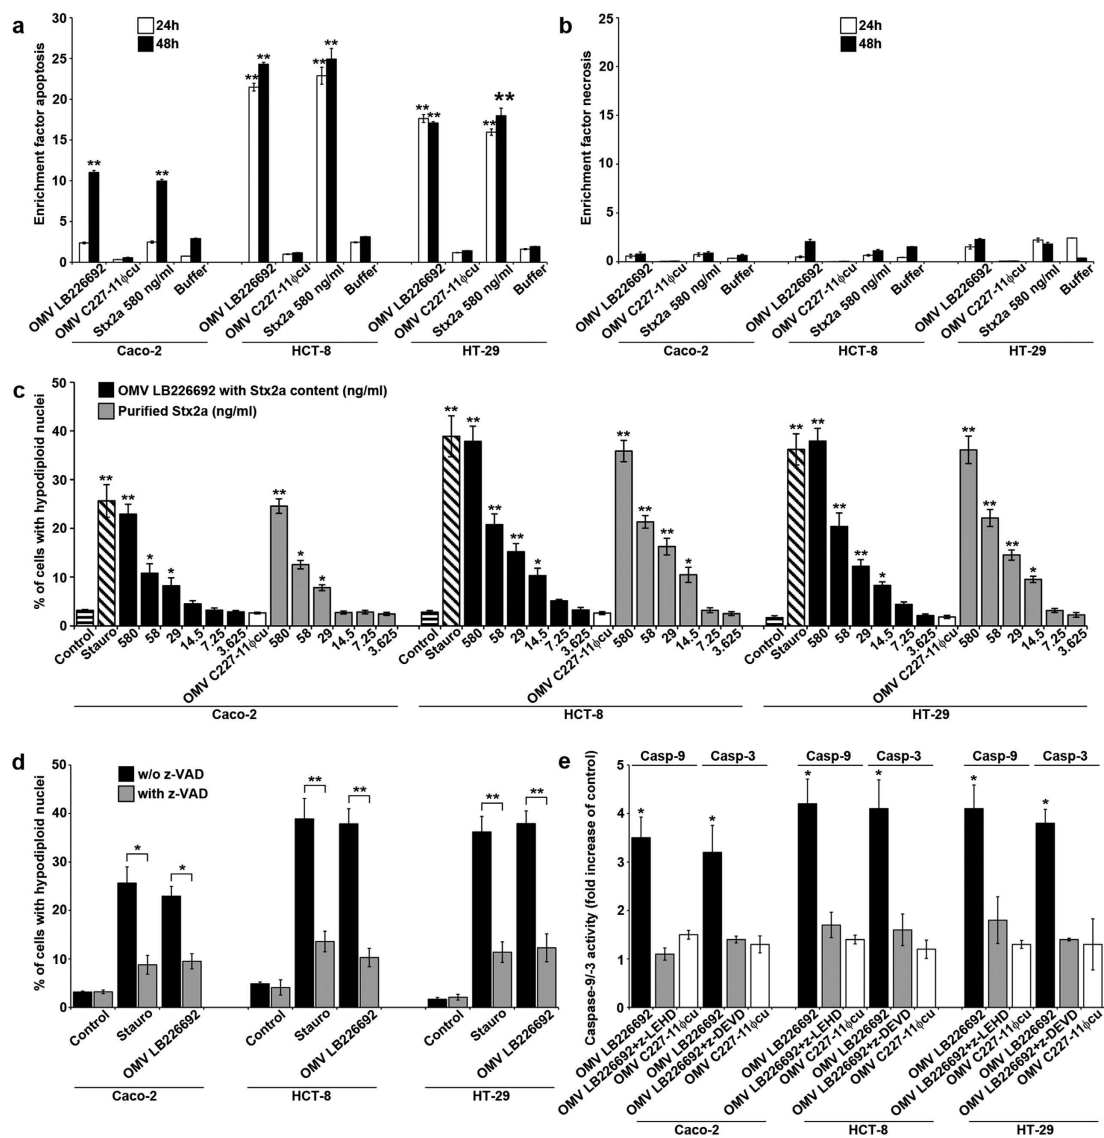 a
30
25
20
15
10
5
0
Enrichment factor apoptosis
24h
48h
** ** ** ** ** ** ** ** ** **
OMV LB226692 OMV C227-11ϕcu Stx2a 580 ng/ml Buffer OMV LB226692 OMV C227-11ϕcu Stx2a 580 ng/ml Buffer OMV LB226692 OMV C227-11ϕcu Stx2a 580 ng/ml Buffer
Caco-2 HCT-8 HT-29
b
25
20
15
10
5
0
Enrichment factor necrosis
24h
48h
OMV LB226692 OMV C227-11ϕcu Stx2a 580 ng/ml Buffer OMV LB226692 OMV C227-11ϕcu Stx2a 580 ng/ml Buffer OMV LB226692 OMV C227-11ϕcu Stx2a 580 ng/ml Buffer
Caco-2 HCT-8 HT-29
c
50
40
30
20
10
0
% of cells with hypodiploid nuclei
OMV LB226692 with Stx2a content (ng/ml)
Purified Stx2a (ng/ml)
** ** * * ** * * ** ** ** ** * ** ** ** * ** ** ** ** * ** ** ** *
Control Stauro 580 58 29 14.5 7.25 3.625 OMV C227-11ϕcu 580 58 29 14.5 7.25 3.625 Control Stauro 580 58 29 14.5 7.25 3.625 OMV C227-11ϕcu 580 58 29 14.5 7.25 3.625 Control Stauro 580 58 29 14.5 7.25 3.625 OMV C227-11ϕcu 580 58 29 14.5 7.25 3.625
Caco-2 HCT-8 HT-29
d
50
40
30
20
10
0
% of cells with hypodiploid nuclei
w/o z-VAD
with z-VAD
* * ** ** ** **
Control Stauro OMV LB226692 Control Stauro OMV LB226692 Control Stauro OMV LB226692
Caco-2 HCT-8 HT-29
e
Casp-9 Casp-3 Casp-9 Casp-3 Casp-9 Casp-3
5
4
3
2
1
0
Caspase-9/-3 activity (fold increase of control)
* * * * * *
OMV LB226692 OMV LB226692+z-LEHD OMV C227-11ϕcu OMV LB226692 OMV LB226692+z-DEVD OMV C227-11ϕcu OMV LB226692 OMV LB226692+z-LEHD OMV C227-11ϕcu OMV LB226692 OMV LB226692+z-DEVD OMV C227-11ϕcu OMV LB226692 OMV LB226692+z-LEHD OMV C227-11ϕcu OMV LB226692 OMV LB226692+z-DEVD OMV C227-11ϕcu
Caco-2 HCT-8 HT-29